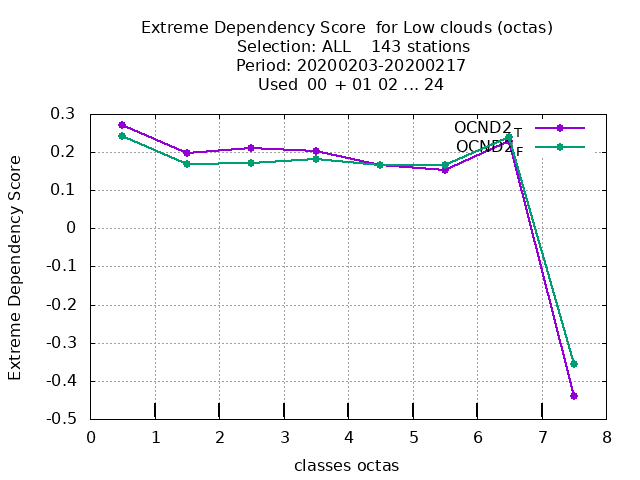 Extreme Dependency Score  for Low clouds (octas)
Selection: ALL    143 stations
Period: 20200203-20200217
Used  00  + 01 02 ... 24
Extreme Dependency Score
0.3
0.2
0.1
0
-0.1
-0.2
-0.3
-0.4
-0.5
OCND2_T
OCND2_F
0 1 2 3 4 5 6 7 8
classes octas